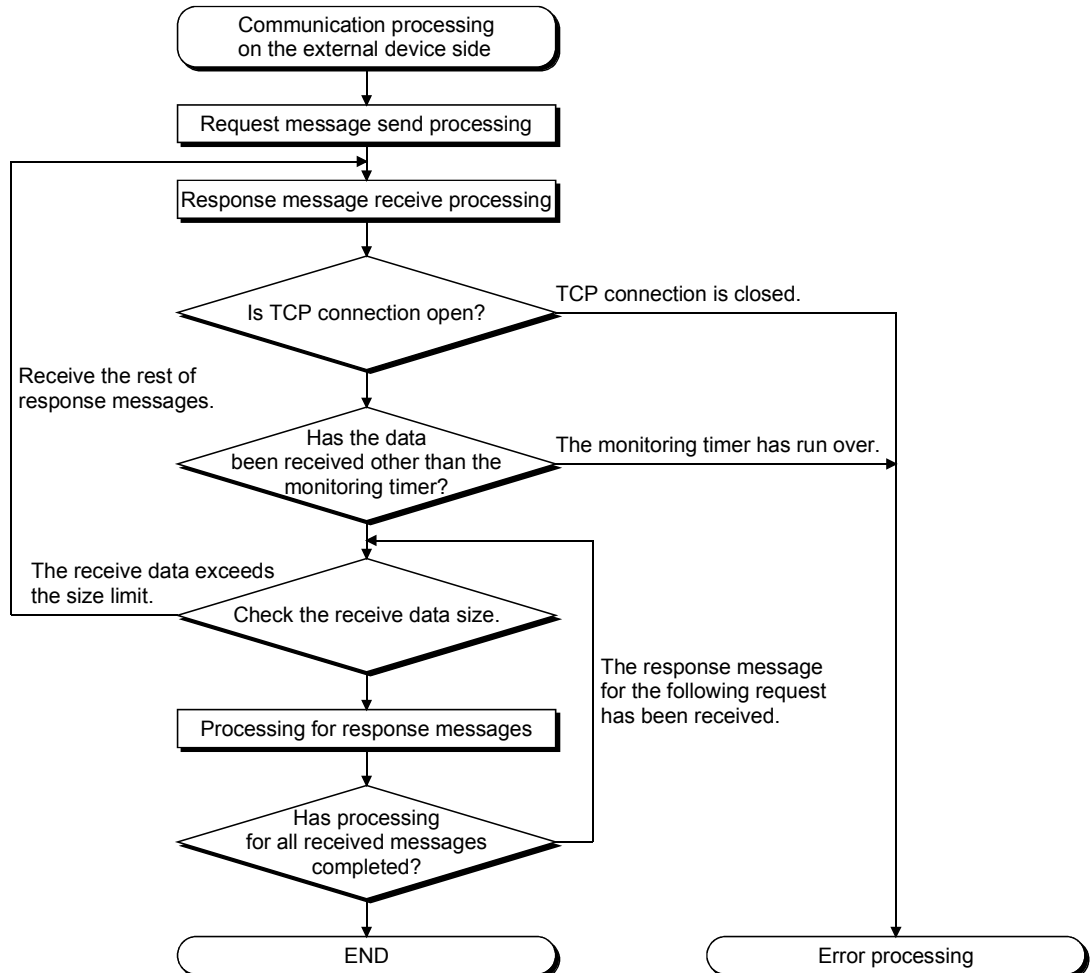 Communication processing
on the external device side
Request message send processing
Response message receive processing
Is TCP connection open?
TCP connection is closed.
Receive the rest of
response messages.
Has the data
been received other than the
monitoring timer?
The monitoring timer has run over.
The receive data exceeds
the size limit.
Check the receive data size.
The response message
for the following request
has been received.
Processing for response messages
Has processing
for all received messages
completed?
END
Error processing